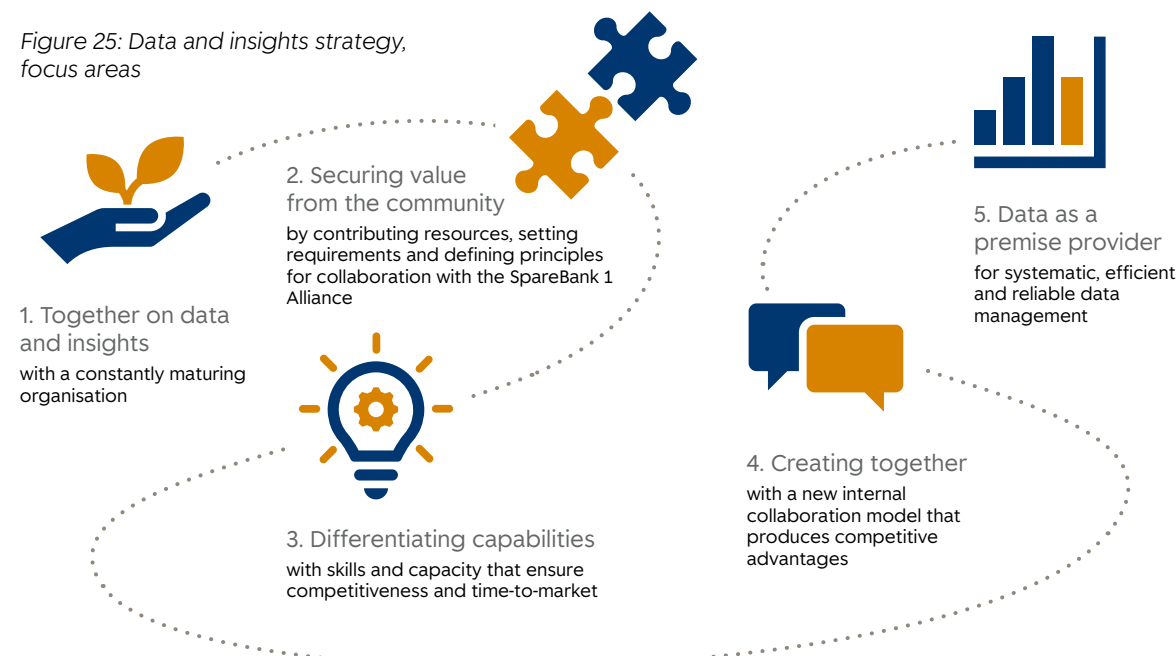 Figure 25: Data and insights strategy,
focus areas
1. Together on data
and insights
with a constantly maturing
organisation
2. Securing value
from the community
by contributing resources, setting
requirements and defining principles
for collaboration with the SpareBank 1
Alliance
3. Differentiating capabilities
with skills and capacity that ensure
competitiveness and time-to-market
4. Creating together
with a new internal
collaboration model that
produces competitive
advantages
5. Data as a
premise provider
for systematic, efficient
and reliable data
management